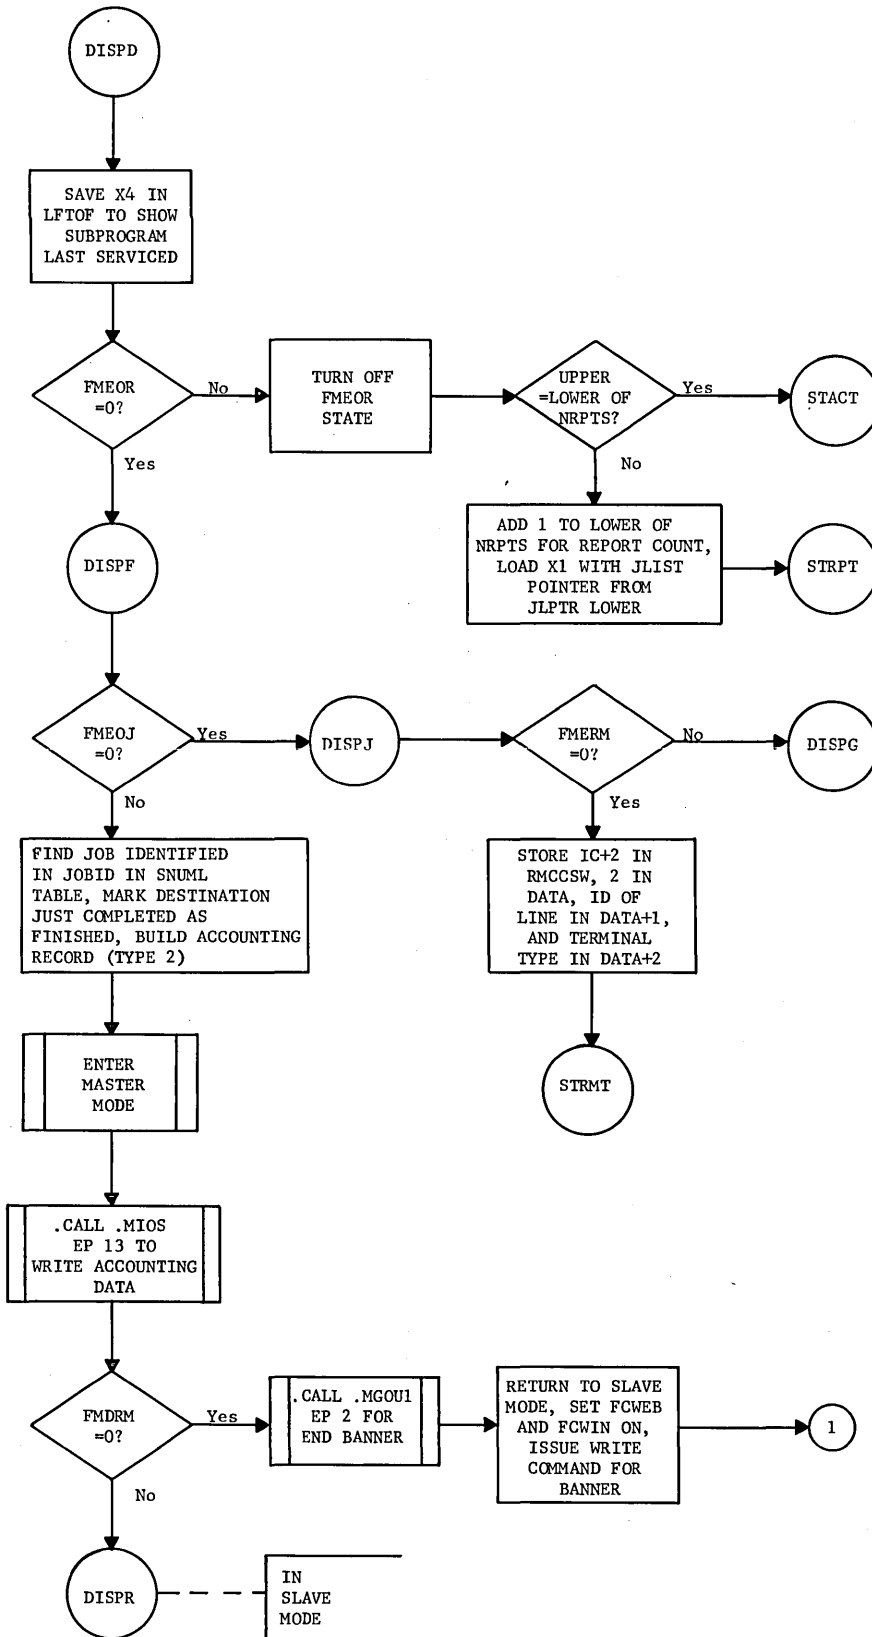 DISPD
SAVE X4 IN
LFTOF TO SHOW
SUBPROGRAM
LAST SERVICED
FMEOR
=0?
No
TURN OFF
FMEOR
STATE
UPPER
=LOWER OF
NRPTS?
Yes
STACT
Yes
No
DISPF
ADD 1 TO LOWER OF
NRPTS FOR REPORT COUNT,
LOAD X1 WITH JLIST
POINTER FROM
JLPTR LOWER
STRPT
FMEOJ
=0?
Yes
DISPJ
FMERM
=0?
No
DISPG
No
Yes
FIND JOB IDENTIFIED
IN JOBID IN SNUML
TABLE, MARK DESTINATION
JUST COMPLETED AS
FINISHED, BUILD ACCOUNTING
RECORD (TYPE 2)
STORE IC+2 IN
RMCCSW, 2 IN
DATA, ID OF
LINE IN DATA+1,
AND TERMINAL
TYPE IN DATA+2
ENTER
MASTER
MODE
STRMT
.CALL .MIOS
EP 13 TO
WRITE ACCOUNTING
DATA
FMDRM
=0?
Yes
.CALL .MGOU1
EP 2 FOR
END BANNER
RETURN TO SLAVE
MODE, SET FCWEB
AND FCWIN ON,
ISSUE WRITE
COMMAND FOR
BANNER
1
No
DISPR
IN
SLAVE
MODE